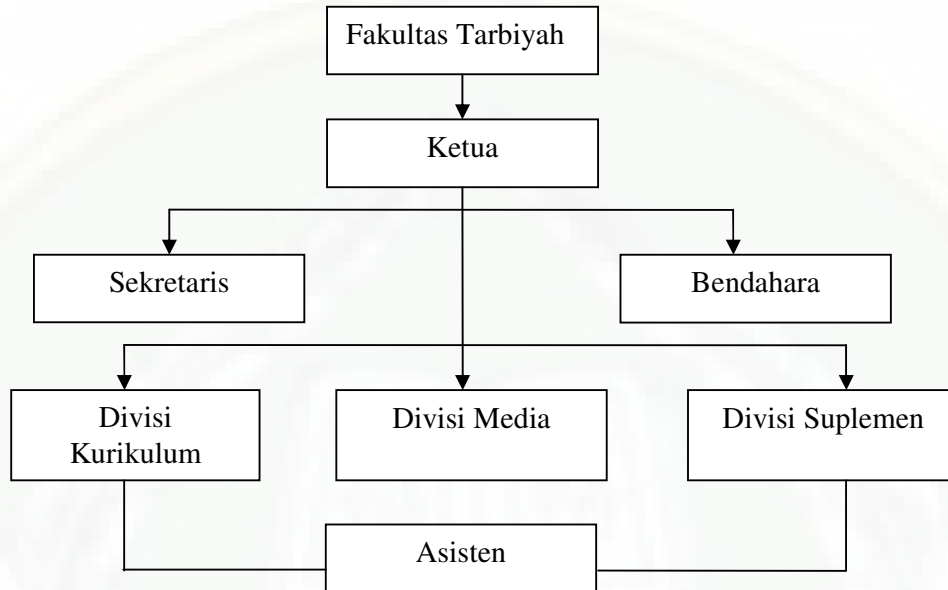 Fakultas Tarbiyah
Ketua
Sekretaris
Bendahara
Divisi
Kurikulum
Divisi Media
Divisi Suplemen
Asisten